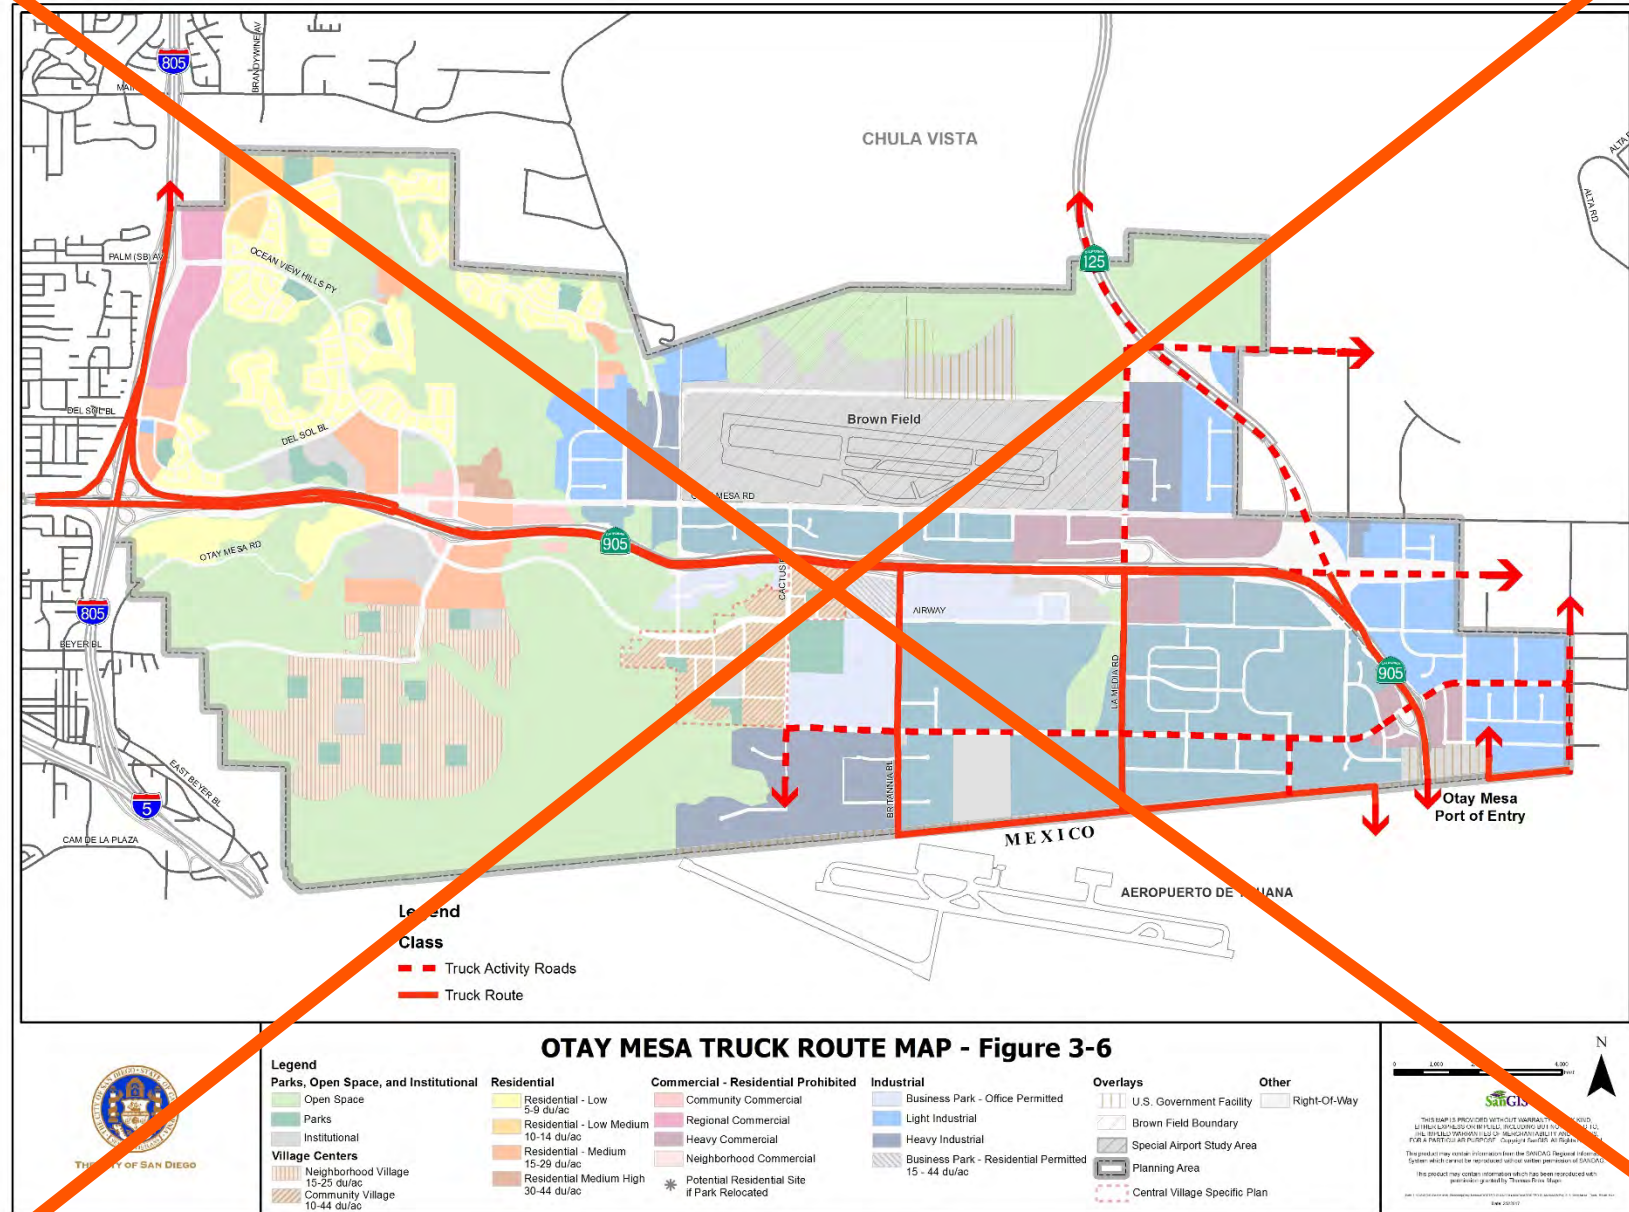 805
BRANDYWINE AV
MAIN
CHULA VISTA
ALTA RD
PALM (SB) AV
OCEAN VIEW HILLS PY
125
DEL SOL BL
DEL SOL BL
Brown Field
MESA RD
905
OTAY MESA RD
CACTUS
AIRWAY
805
BEYER BL
LA MEDIA RD
905
EAST BEYER BL
5
BRITANNIA BL
CAM DE LA PLAZA
Otay Mesa
Port of Entry
MEXICO
AEROPUERTO DE
Legend
Class
Truck Activity Roads
Truck Route
OTAY MESA TRUCK ROUTE MAP - Figure 3-6
THE CITY OF SAN DIEGO
Legend
Parks, Open Space, and Institutional
Open Space
Parks
Institutional
Village Centers
Neighborhood Village
15-25 du/ac
Community Village
10-44 du/ac
Residential
Residential - Low
5-9 du/ac
Residential - Low Medium
10-14 du/ac
Residential - Medium
15-29 du/ac
Residential Medium High
30-44 du/ac
Commercial - Residential Prohibited
Community Commercial
Regional Commercial
Heavy Commercial
Neighborhood Commercial
Potential Residential Site
if Park Relocated
Industrial
Business Park - Office Permitted
Light Industrial
Heavy Industrial
Business Park - Residential Permitted
15 - 44 du/ac
Overlays
U.S. Government Facility
Brown Field Boundary
Special Airport Study Area
Planning Area
Central Village Specific Plan
Other
Right-Of-Way
N
SanGIS
THIS MAP IS PROVIDED WITHOUT